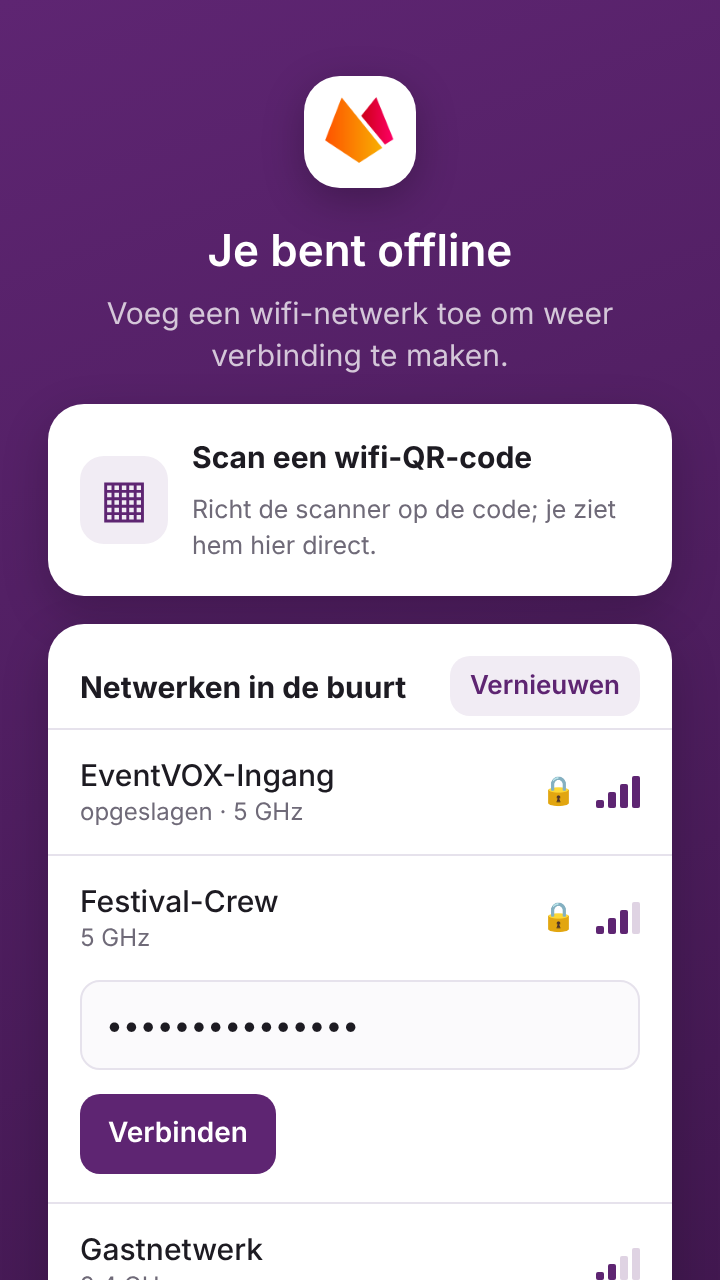 Je bent offline
Voeg een wifi-netwerk toe om weer
verbinding te maken.
Scan een wifi-QR-code
Richt de scanner op de code; je ziet
hem hier direct.
Netwerken in de buurt
Vernieuwen
EventVOX-Ingang
opgeslagen · 5 GHz
Festival-Crew
5 GHz
•••••••••••••••
Verbinden
Gastnetwerk